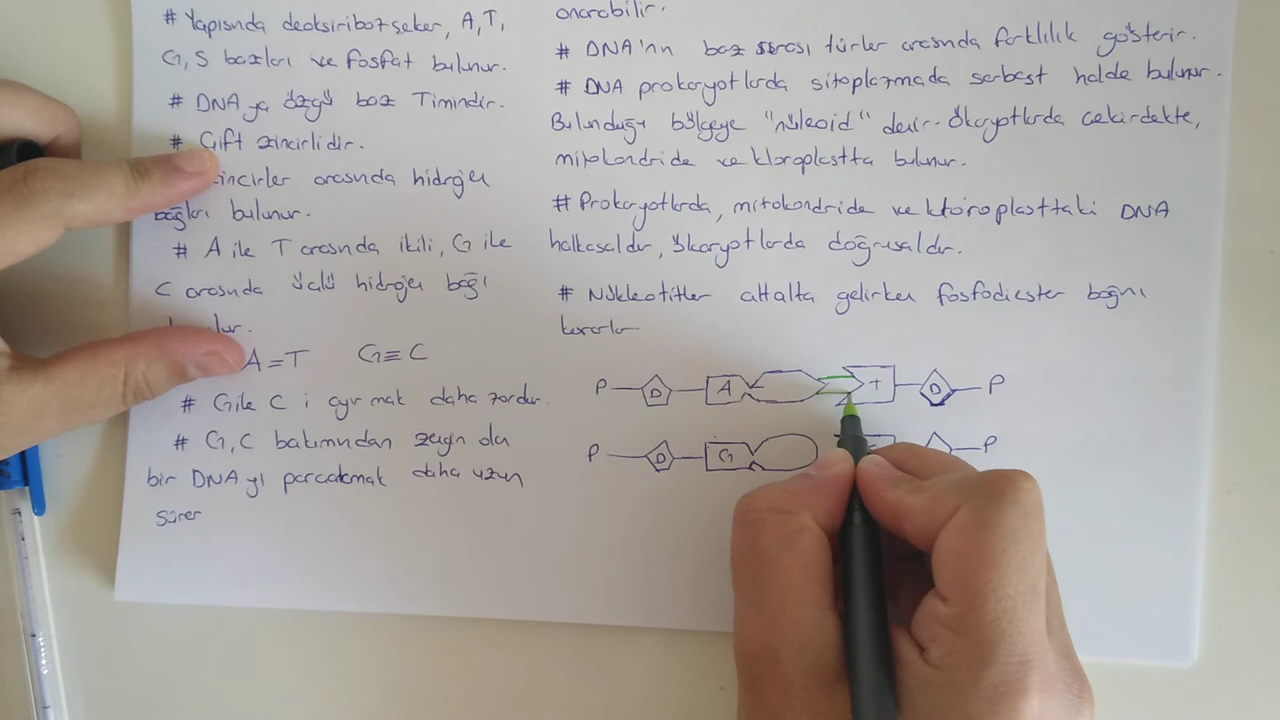 # Yapısında deoksiriboz şeker, A, T,
G, S bazları ve fosfat bulunur.
# DNA ya özgü baz Timindir.
# Çift zincirlidir.
zincirler arasında hidrojen
bağları bulunur.
# A ile T arasında ikili, G ile
C arasında üçlü hidrojen bağı
A=T G≡C
# G ile C i ayırmak daha zordur.
# G, C bakımından zengin olan
bir DNA yı parçalamak daha uzun
sürer
onarabilir.
# DNA'nın baz sırası türler arasında farklılık gösterir.
# DNA prokaryotlarda sitoplazmada serbest halde bulunur.
Bulunduğu bölgeye "nükleoid" denir. Ökaryotlarda çekirdekte,
mitokondride ve kloroplastta bulunur.
# Prokaryotlarda, mitokondride ve kloroplasttaki DNA
halkasaldır, ökaryotlarda doğrusaldır.
# Nükleotitler altalta gelirken fosfodiester bağını
kurarlar
P D A T D P
P D G P